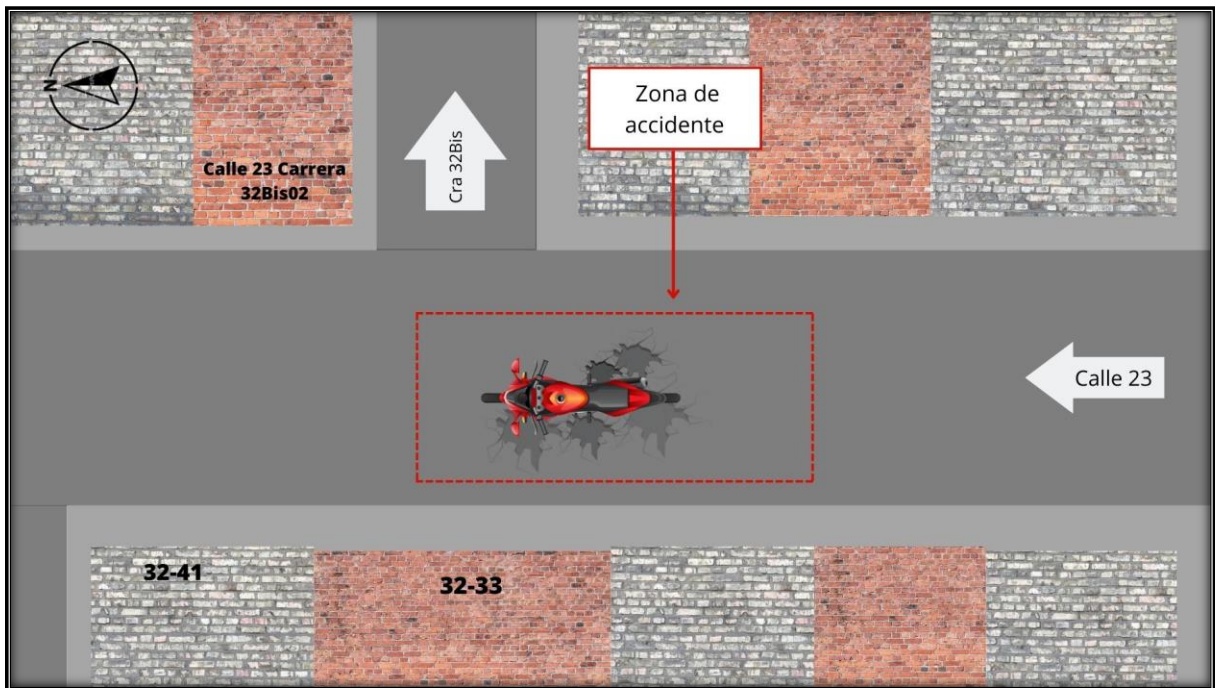 N
Calle 23 Carrera
32Bis02
Cra 32Bis
Zona de
accidente
Calle 23
32-41
32-33